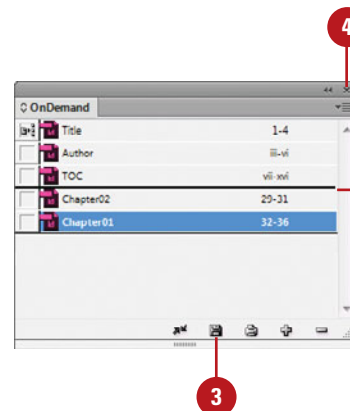 4
OnDemand
Title 1-4
Author iii-vi
TOC vii-xvi
Chapter02 29-31
Chapter01 32-36
3